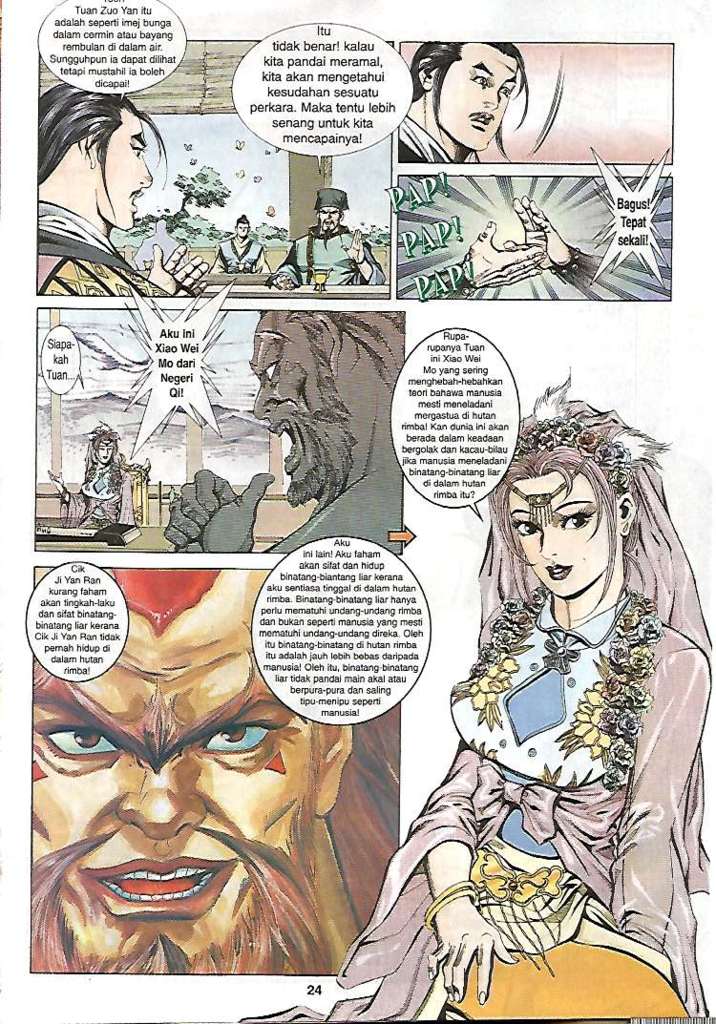 Tuan Zuo Yan itu
adalah seperti imej bunga
dalam cermin atau bayang
rembulan di dalam air.
Sungguhpun ia dapat dilihat
tetapi mustahil ia boleh
dicapai!
Itu
tidak benar! kalau
kita pandai meramal,
kita akan mengetahui
kesudahan sesuatu
perkara. Maka tentu lebih
senang untuk kita
mencapainya!
PAP!
PAP!
PAP!
Bagus!
Tepat
sekali!
Siapa-
kah
Tuan...
Aku Ini
Xiao Wei
Mo dari
Negeri
Qi!
Rupa-
rupanya Tuan
ini Xiao Wei
Mo yang sering
menghebah-hebahkan
teori bahawa manusia
mesti meneladani
mergastua di hutan
rimba! Kan dunia ini akan
berada dalam keadaan
bergolak dan kacau-bilau
jika manusia meneladani
binatang-binatang liar
di dalam hutan
rimba itu?
Cik
Ji Yan Ran
kurang faham
akan tingkah-laku
dan sifat binatang-
binatang liar kerana
Cik Ji Yan Ran tidak
pernah hidup di
dalam hutan
rimba!
Aku
ini lain! Aku faham
akan sifat dan hidup
binatang-biantang liar kerana
aku sentiasa tinggal di dalam hutan
rimba. Binatang-binatang liar hanya
perlu mematuhi undang-undang rimba
dan bukan seperti manusia yang mesti
mematuhi undang-undang direka. Oleh
itu binatang-binatang liar di dalam hutan
itu adalah jauh lebih bebas daripada
manusia! Oleh itu, binatang-binatang
liar tidak pandai main akal atau
berpura-pura dan saling
tipu-menipu seperti
manusia!
24